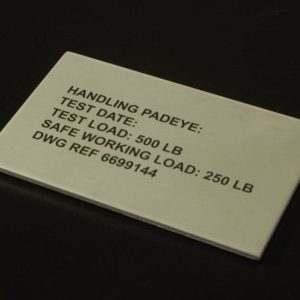 HANDLING PADEYE:
TEST DATE:
TEST LOAD: 500 LB
SAFE WORKING LOAD: 250 LB
DWG REF 6699144